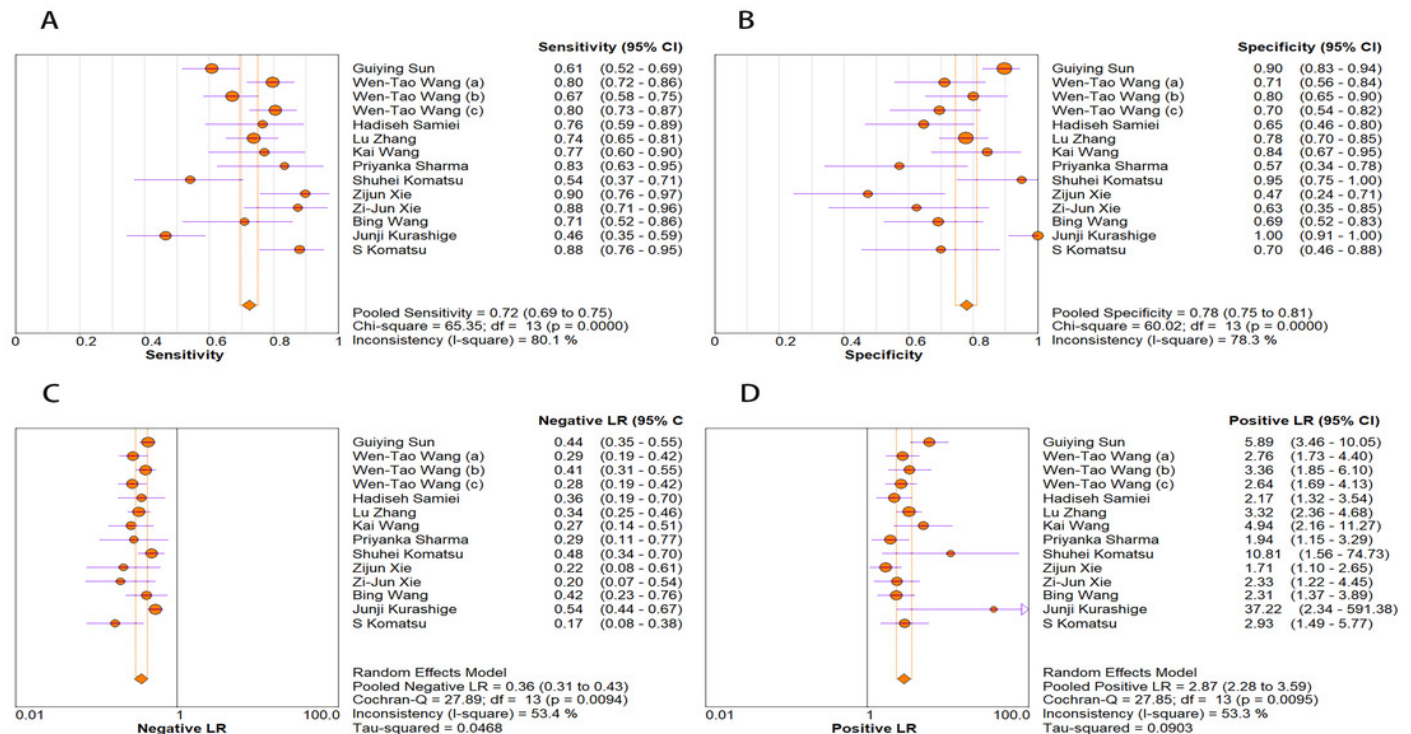 A
Sensitivity (95% CI)
Guiying Sun 0.61 (0.52 - 0.69)
Wen-Tao Wang (a) 0.80 (0.72 - 0.86)
Wen-Tao Wang (b) 0.67 (0.58 - 0.75)
Wen-Tao Wang (c) 0.80 (0.73 - 0.87)
Hadiseh Samiei 0.76 (0.59 - 0.89)
Lu Zhang 0.74 (0.65 - 0.81)
Kai Wang 0.77 (0.60 - 0.90)
Priyanka Sharma 0.83 (0.63 - 0.95)
Shuhei Komatsu 0.54 (0.37 - 0.71)
Zijun Xie 0.90 (0.76 - 0.97)
Zi-Jun Xie 0.88 (0.71 - 0.96)
Bing Wang 0.71 (0.52 - 0.86)
Junji Kurashige 0.46 (0.35 - 0.59)
S Komatsu 0.88 (0.76 - 0.95)
Pooled Sensitivity = 0.72 (0.69 to 0.75)
Chi-square = 65.35; df = 13 (p = 0.0000)
Inconsistency (I-square) = 80.1 %
0 0.2 0.4 0.6 0.8 1
Sensitivity
B
Specificity (95% CI)
Guiying Sun 0.90 (0.83 - 0.94)
Wen-Tao Wang (a) 0.71 (0.56 - 0.84)
Wen-Tao Wang (b) 0.80 (0.65 - 0.90)
Wen-Tao Wang (c) 0.70 (0.54 - 0.82)
Hadiseh Samiei 0.65 (0.46 - 0.80)
Lu Zhang 0.78 (0.70 - 0.85)
Kai Wang 0.84 (0.67 - 0.95)
Priyanka Sharma 0.57 (0.34 - 0.78)
Shuhei Komatsu 0.95 (0.75 - 1.00)
Zijun Xie 0.47 (0.24 - 0.71)
Zi-Jun Xie 0.63 (0.35 - 0.85)
Bing Wang 0.69 (0.52 - 0.83)
Junji Kurashige 1.00 (0.91 - 1.00)
S Komatsu 0.70 (0.46 - 0.88)
Pooled Specificity = 0.78 (0.75 to 0.81)
Chi-square = 60.02; df = 13 (p = 0.0000)
Inconsistency (I-square) = 78.3 %
0 0.2 0.4 0.6 0.8 1
Specificity
C
Negative LR (95% C
Guiying Sun 0.44 (0.35 - 0.55)
Wen-Tao Wang (a) 0.29 (0.19 - 0.42)
Wen-Tao Wang (b) 0.41 (0.31 - 0.55)
Wen-Tao Wang (c) 0.28 (0.19 - 0.42)
Hadiseh Samiei 0.36 (0.19 - 0.70)
Lu Zhang 0.34 (0.25 - 0.46)
Kai Wang 0.27 (0.14 - 0.51)
Priyanka Sharma 0.29 (0.11 - 0.77)
Shuhei Komatsu 0.48 (0.34 - 0.70)
Zijun Xie 0.22 (0.08 - 0.61)
Zi-Jun Xie 0.20 (0.07 - 0.54)
Bing Wang 0.42 (0.23 - 0.76)
Junji Kurashige 0.54 (0.44 - 0.67)
S Komatsu 0.17 (0.08 - 0.38)
Random Effects Model
Pooled Negative LR = 0.36 (0.31 to 0.43)
Cochran-Q = 27.89; df = 13 (p = 0.0094)
Inconsistency (I-square) = 53.4 %
Tau-squared = 0.0468
0.01 1 100.0
Negative LR
D
Positive LR (95% CI)
Guiying Sun 5.89 (3.46 - 10.05)
Wen-Tao Wang (a) 2.76 (1.73 - 4.40)
Wen-Tao Wang (b) 3.36 (1.85 - 6.10)
Wen-Tao Wang (c) 2.64 (1.69 - 4.13)
Hadiseh Samiei 2.17 (1.32 - 3.54)
Lu Zhang 3.32 (2.36 - 4.68)
Kai Wang 4.94 (2.16 - 11.27)
Priyanka Sharma 1.94 (1.15 - 3.29)
Shuhei Komatsu 10.81 (1.56 - 74.73)
Zijun Xie 1.71 (1.10 - 2.65)
Zi-Jun Xie 2.33 (1.22 - 4.45)
Bing Wang 2.31 (1.37 - 3.89)
Junji Kurashige 37.22 (2.34 - 591.38)
S Komatsu 2.93 (1.49 - 5.77)
Random Effects Model
Pooled Positive LR = 2.87 (2.28 to 3.59)
Cochran-Q = 27.85; df = 13 (p = 0.0095)
Inconsistency (I-square) = 53.3 %
Tau-squared = 0.0903
0.01 1 100.0
Positive LR